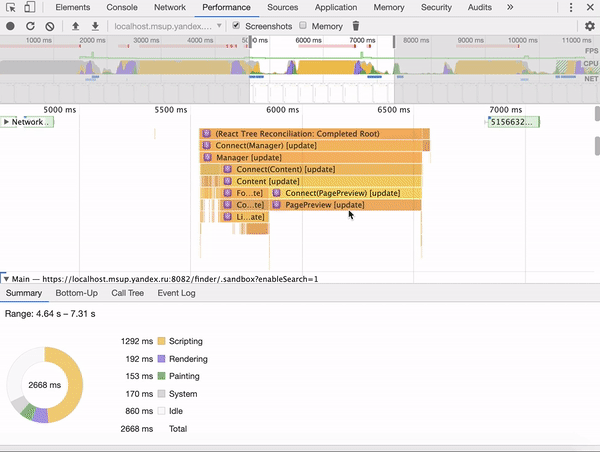 Elements Console Sources Network Performance Application Memory Security Audits »
localhost.msup.yandex.… Screenshots Memory
1000 ms 2000 ms 3000 ms 4000 ms 5000 ms 6000 ms 7000 ms 8000 ms 9000 ms 10000 ms 11000 ms
FPS
CPU
NET
5000 ms 5500 ms 6000 ms 6500 ms 7000 ms
Network .. 5156632…
(React Tree Reconciliation: Completed Root)
Connect(Manager) [update]
Manager [update]
Connect(Content) [update]
Content [update]
Fo…te] Connect(PagePreview) [update]
Co…te] PagePreview [update]
Li…ate]
Main — https://localhost.msup.yandex.ru:8082/finder/.sandbox?enableSearch=1
Summary Bottom-Up Call Tree Event Log
Range: 4.64 s – 7.31 s
1292 ms Scripting
192 ms Rendering
153 ms Painting
2668 ms
170 ms System
860 ms Idle
2668 ms Total